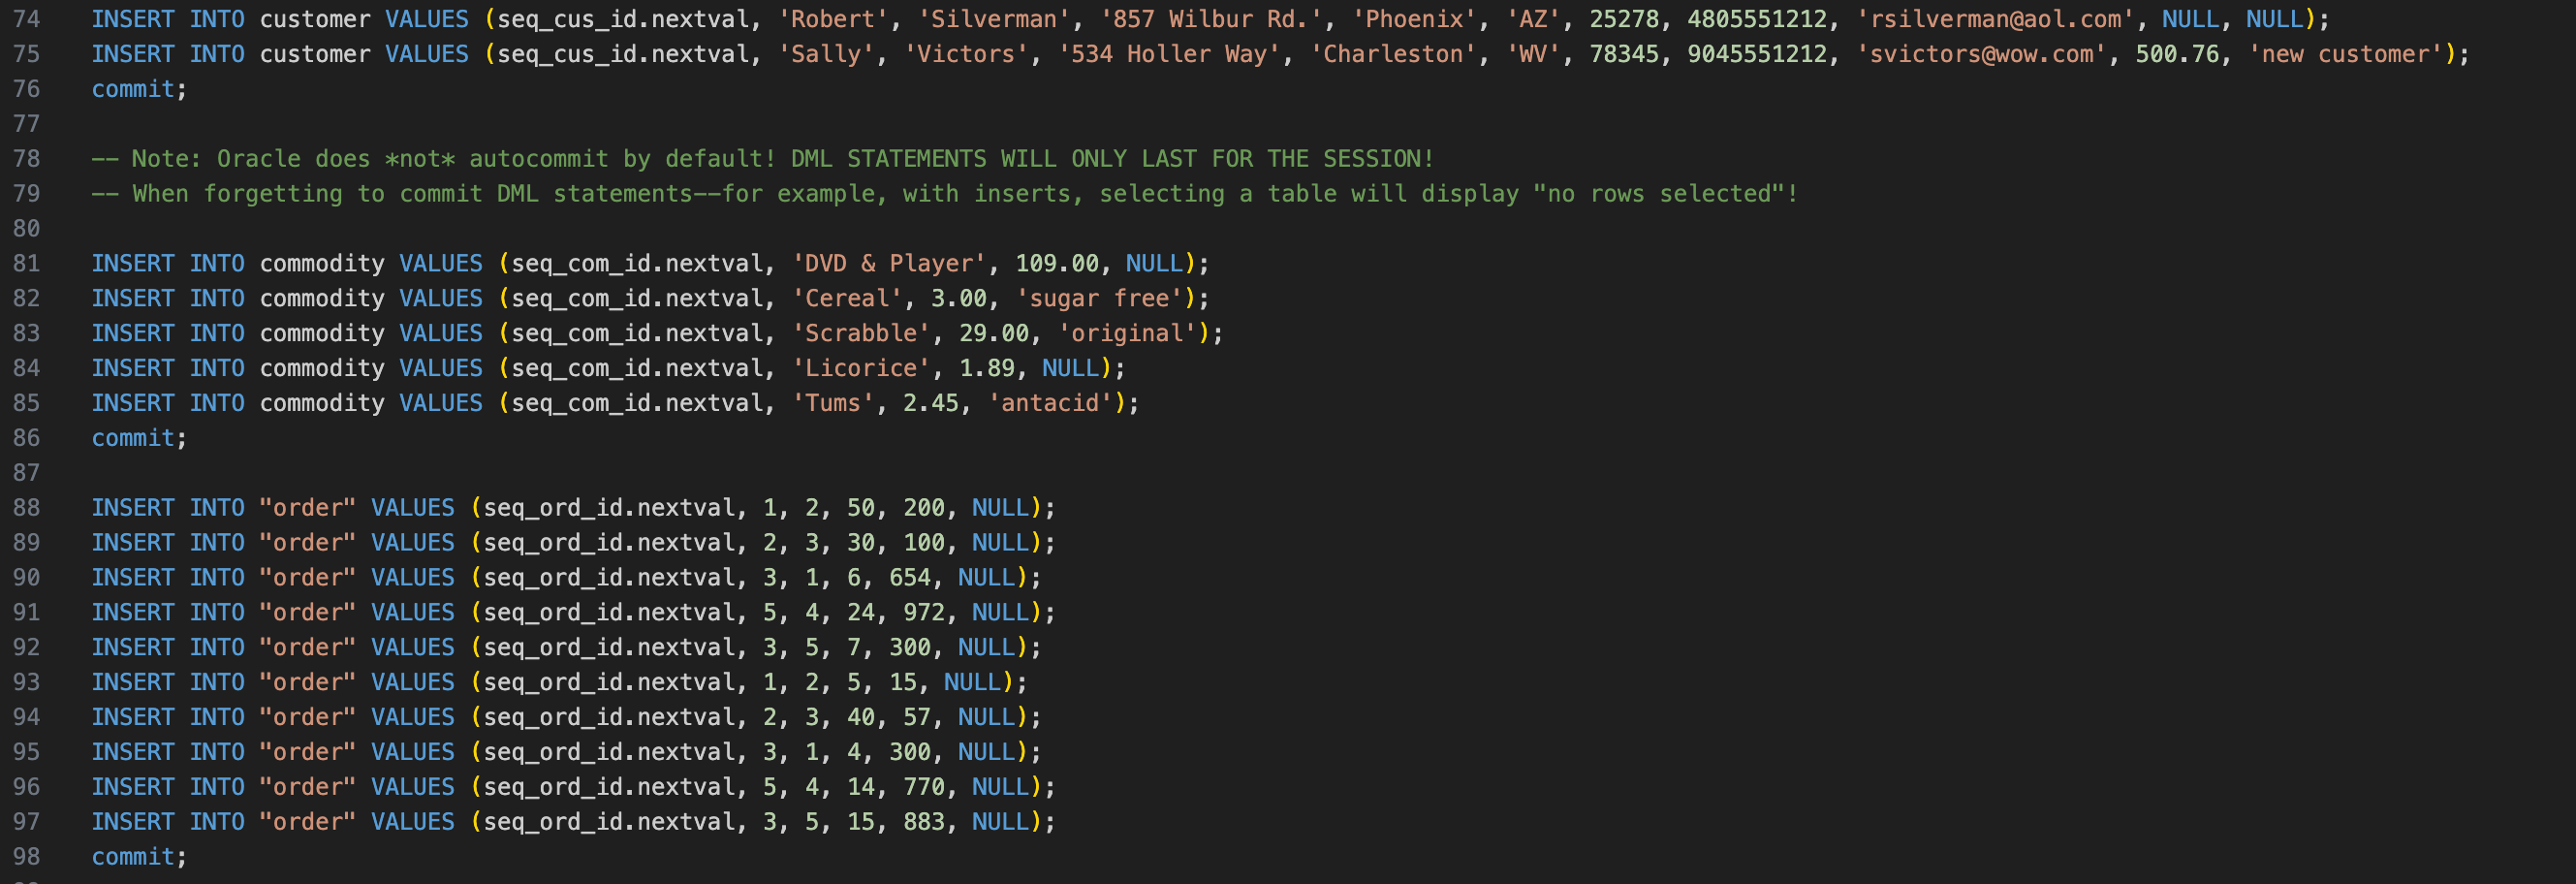 74 INSERT INTO customer VALUES (seq_cus_id.nextval, 'Robert', 'Silverman', '857 Wilbur Rd.', 'Phoenix', 'AZ', 25278, 4805551212, 'rsilverman@aol.com', NULL, NULL);
75 INSERT INTO customer VALUES (seq_cus_id.nextval, 'Sally', 'Victors', '534 Holler Way', 'Charleston', 'WV', 78345, 9045551212, 'svictors@wow.com', 500.76, 'new customer');
76 commit;
77
78 -- Note: Oracle does *not* autocommit by default! DML STATEMENTS WILL ONLY LAST FOR THE SESSION!
79 -- When forgetting to commit DML statements--for example, with inserts, selecting a table will display "no rows selected"!
80
81 INSERT INTO commodity VALUES (seq_com_id.nextval, 'DVD & Player', 109.00, NULL);
82 INSERT INTO commodity VALUES (seq_com_id.nextval, 'Cereal', 3.00, 'sugar free');
83 INSERT INTO commodity VALUES (seq_com_id.nextval, 'Scrabble', 29.00, 'original');
84 INSERT INTO commodity VALUES (seq_com_id.nextval, 'Licorice', 1.89, NULL);
85 INSERT INTO commodity VALUES (seq_com_id.nextval, 'Tums', 2.45, 'antacid');
86 commit;
87
88 INSERT INTO "order" VALUES (seq_ord_id.nextval, 1, 2, 50, 200, NULL);
89 INSERT INTO "order" VALUES (seq_ord_id.nextval, 2, 3, 30, 100, NULL);
90 INSERT INTO "order" VALUES (seq_ord_id.nextval, 3, 1, 6, 654, NULL);
91 INSERT INTO "order" VALUES (seq_ord_id.nextval, 5, 4, 24, 972, NULL);
92 INSERT INTO "order" VALUES (seq_ord_id.nextval, 3, 5, 7, 300, NULL);
93 INSERT INTO "order" VALUES (seq_ord_id.nextval, 1, 2, 5, 15, NULL);
94 INSERT INTO "order" VALUES (seq_ord_id.nextval, 2, 3, 40, 57, NULL);
95 INSERT INTO "order" VALUES (seq_ord_id.nextval, 3, 1, 4, 300, NULL);
96 INSERT INTO "order" VALUES (seq_ord_id.nextval, 5, 4, 14, 770, NULL);
97 INSERT INTO "order" VALUES (seq_ord_id.nextval, 3, 5, 15, 883, NULL);
98 commit;